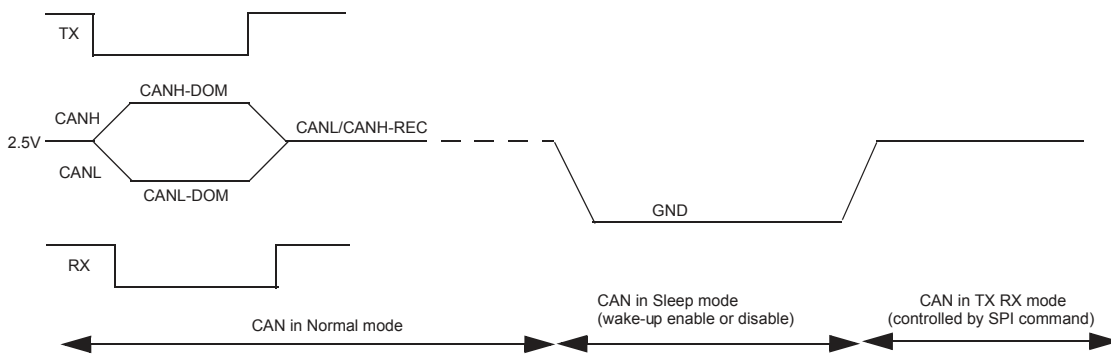 TX
CANH-DOM
CANH
2.5V
CANL/CANH-REC
CANL
CANL-DOM
GND
RX
CAN in Normal mode
CAN in Sleep mode
(wake-up enable or disable)
CAN in TX RX mode
(controlled by SPI command)